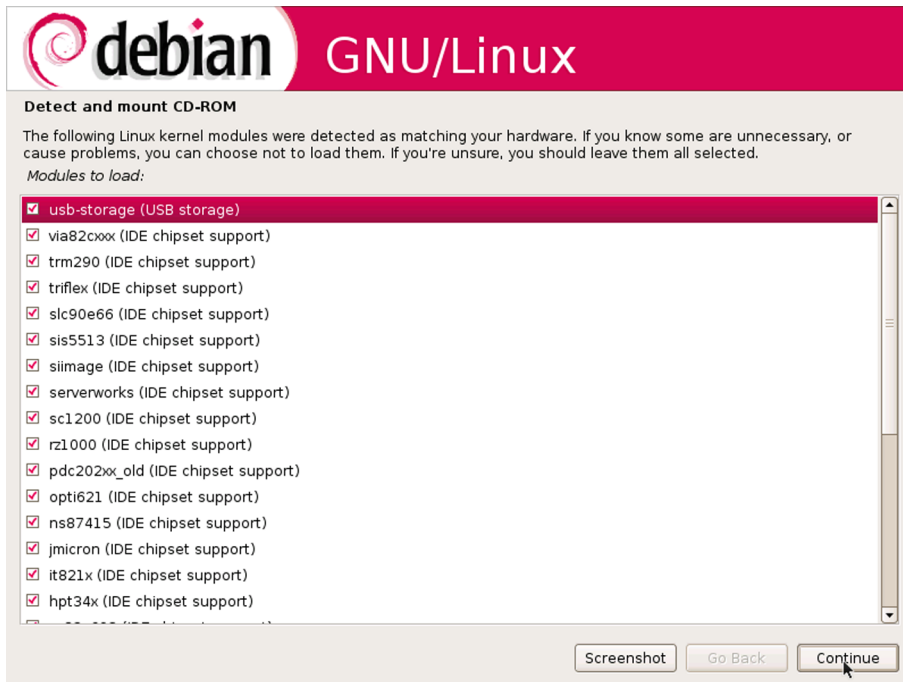 debian GNU/Linux
Detect and mount CD-ROM
The following Linux kernel modules were detected as matching your hardware. If you know some are unnecessary, or
cause problems, you can choose not to load them. If you're unsure, you should leave them all selected.
Modules to load:
usb-storage (USB storage)
via82cxxx (IDE chipset support)
trm290 (IDE chipset support)
triflex (IDE chipset support)
slc90e66 (IDE chipset support)
sis5513 (IDE chipset support)
siimage (IDE chipset support)
serverworks (IDE chipset support)
sc1200 (IDE chipset support)
rz1000 (IDE chipset support)
pdc202xx_old (IDE chipset support)
opti621 (IDE chipset support)
ns87415 (IDE chipset support)
jmicron (IDE chipset support)
it821x (IDE chipset support)
hpt34x (IDE chipset support)
Screenshot Go Back Continue